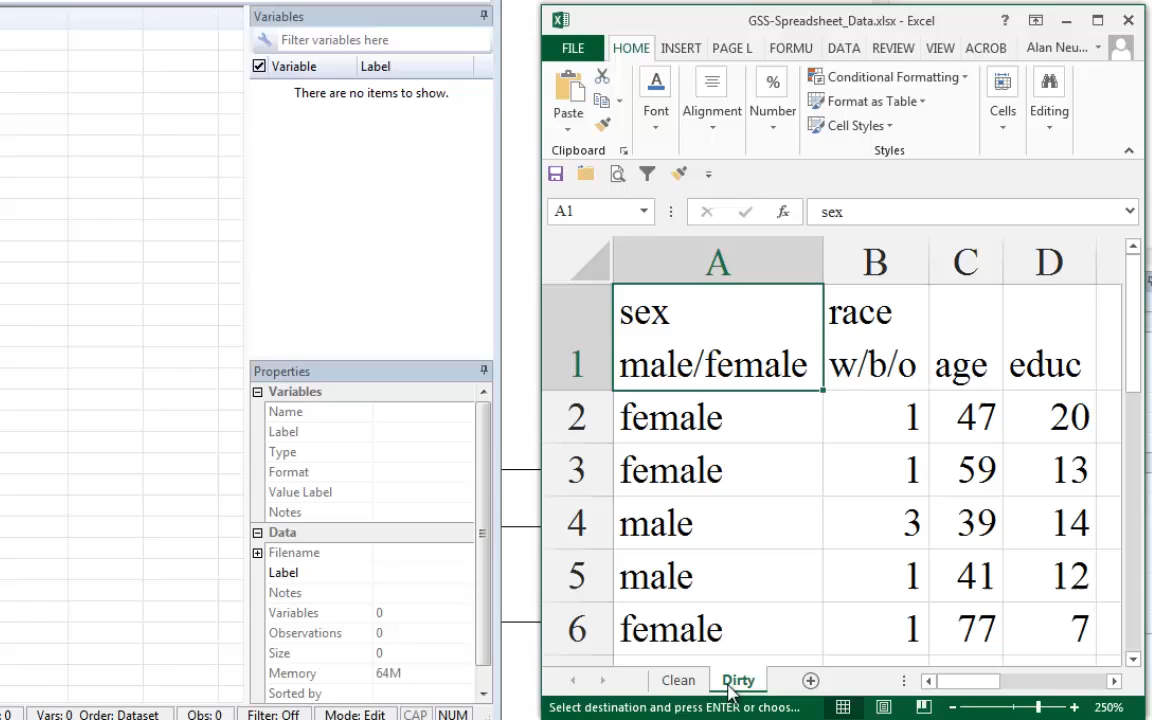 Variables
Filter variables here
Variable Label
There are no items to show.
Properties
Variables
Name
Label
Type
Format
Value Label
Notes
Data
Filename
Label
Notes
Variables 0
Observations 0
Size 0
Memory 64M
Sorted by
Vars: 0 Order: Dataset Obs: 0 Filter: Off Mode: Edit CAP NUM
GSS-Spreadsheet_Data.xlsx - Excel
FILE HOME INSERT PAGE L FORMU DATA REVIEW VIEW ACROB Alan Neu...
Paste
Clipboard
Font
Alignment
%
Number
Conditional Formatting
Format as Table
Cell Styles
Styles
Cells
Editing
A1 fx sex
A B C D
1 sex male/female race w/b/o age educ
2 female 1 47 20
3 female 1 59 13
4 male 3 39 14
5 male 1 41 12
6 female 1 77 7
Clean Dirty
Select destination and press ENTER or choos... 250%